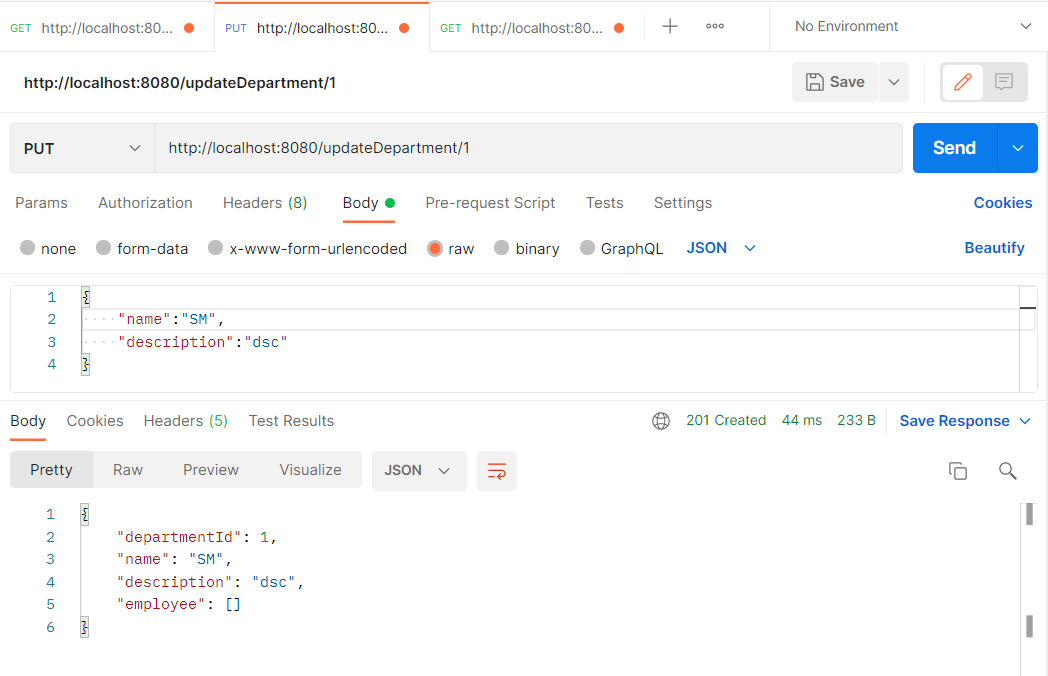 GET http://localhost:80... PUT http://localhost:80... GET http://localhost:80... No Environment
http://localhost:8080/updateDepartment/1 Save
PUT http://localhost:8080/updateDepartment/1 Send
Params Authorization Headers (8) Body Pre-request Script Tests Settings Cookies
none form-data x-www-form-urlencoded raw binary GraphQL JSON Beautify
1 {
2 "name":"SM",
3 "description":"dsc"
4 }
Body Cookies Headers (5) Test Results 201 Created 44 ms 233 B Save Response
Pretty Raw Preview Visualize JSON
1 {
2 "departmentId": 1,
3 "name": "SM",
4 "description": "dsc",
5 "employee": []
6 }